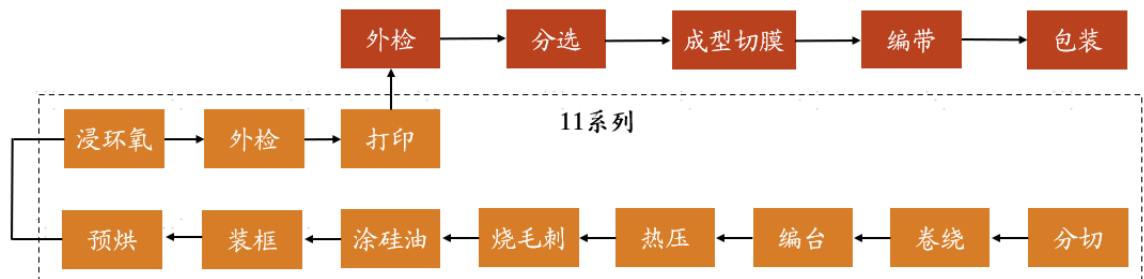 外检
分选
成型切膜
编带
包装
11系列
浸环氧
外检
打印
预烘
装框
涂硅油
烧毛刺
热压
编台
卷绕
分切